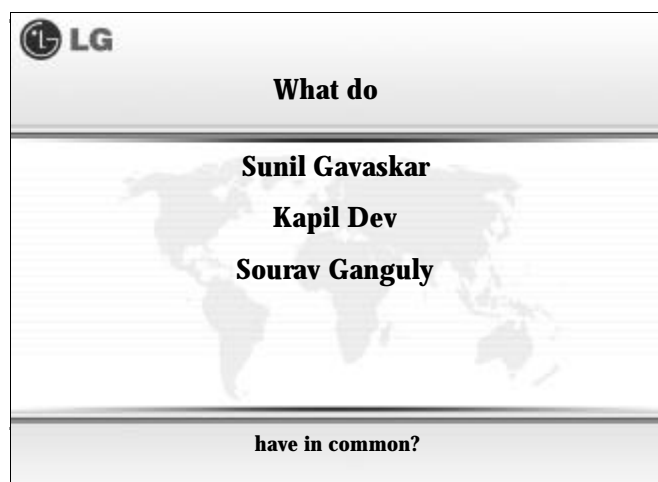 LG
What do
Sunil Gavaskar
Kapil Dev
Sourav Ganguly
have in common?